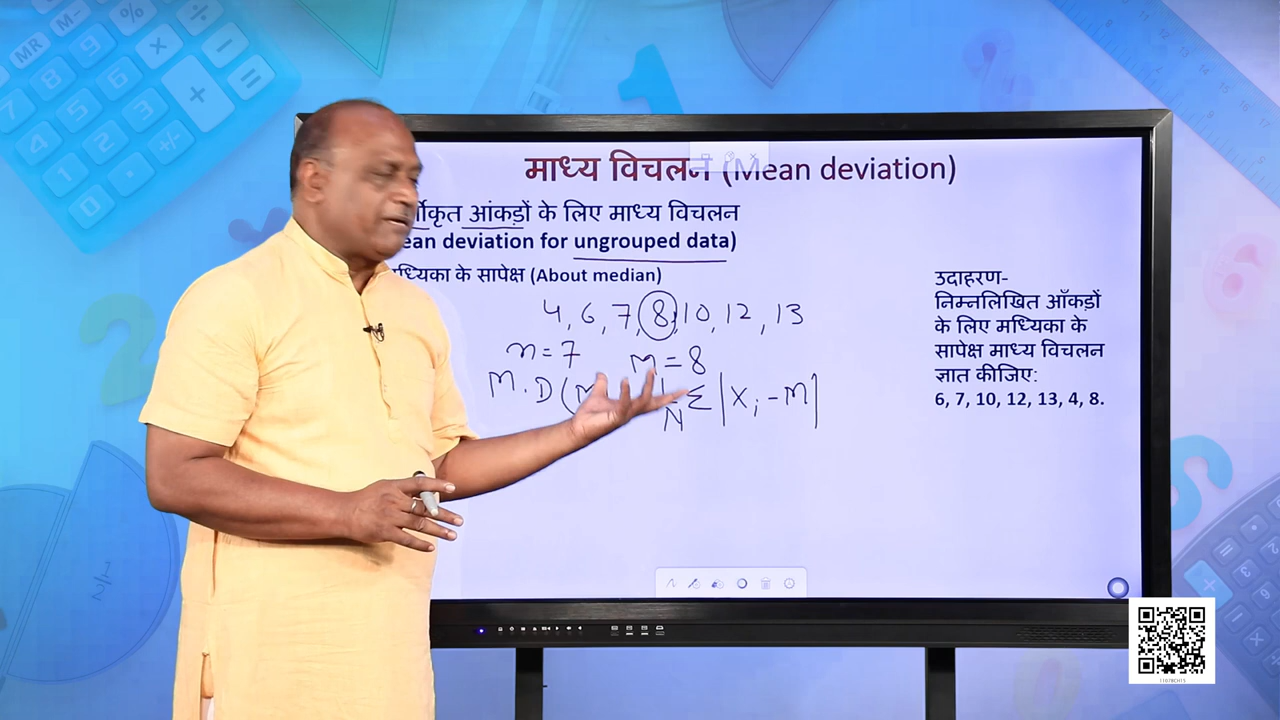 माध्य विचलन (Mean deviation)
आंकड़ों के लिए माध्य विचलन
deviation for ungrouped data)
के सापेक्ष (About median)
4, 6, 7, 8, 10, 12, 13
n=7 M=8
M.D (M Σ |xi-M|
N
उदाहरण-
निम्नलिखित आँकड़ों
के लिए मध्यिका के
सापेक्ष माध्य विचलन
ज्ञात कीजिए:
6, 7, 10, 12, 13, 4, 8.
11078CH15